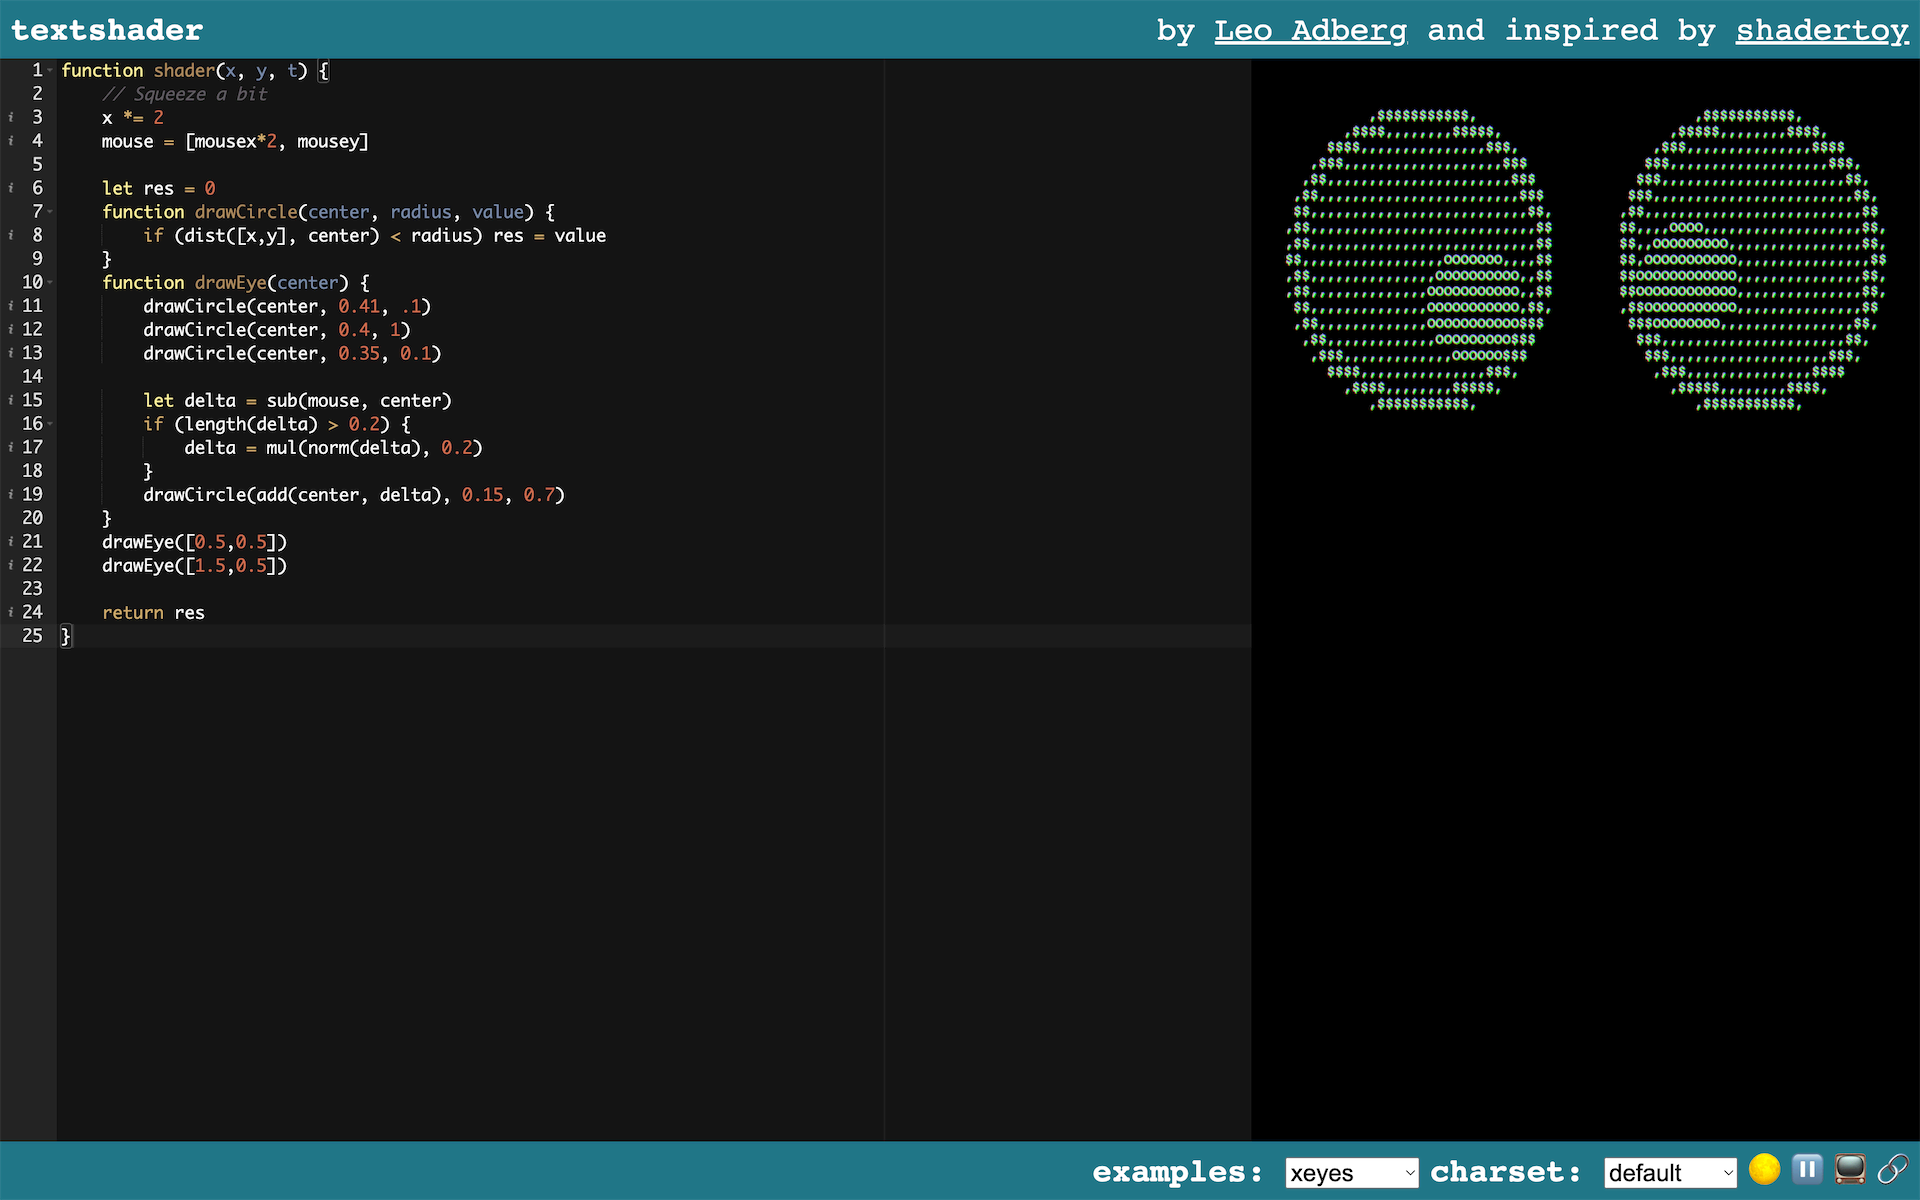 textshader
by Leo Adberg and inspired by shadertoy
1 function shader(x, y, t) {
2 // Squeeze a bit
3 x *= 2
4 mouse = [mousex*2, mousey]
5
6 let res = 0
7 function drawCircle(center, radius, value) {
8 if (dist([x,y], center) < radius) res = value
9 }
10 function drawEye(center) {
11 drawCircle(center, 0.41, .1)
12 drawCircle(center, 0.4, 1)
13 drawCircle(center, 0.35, 0.1)
14
15 let delta = sub(mouse, center)
16 if (length(delta) > 0.2) {
17 delta = mul(norm(delta), 0.2)
18 }
19 drawCircle(add(center, delta), 0.15, 0.7)
20 }
21 drawEye([0.5,0.5])
22 drawEye([1.5,0.5])
23
24 return res
25 }
examples: xeyes charset: default